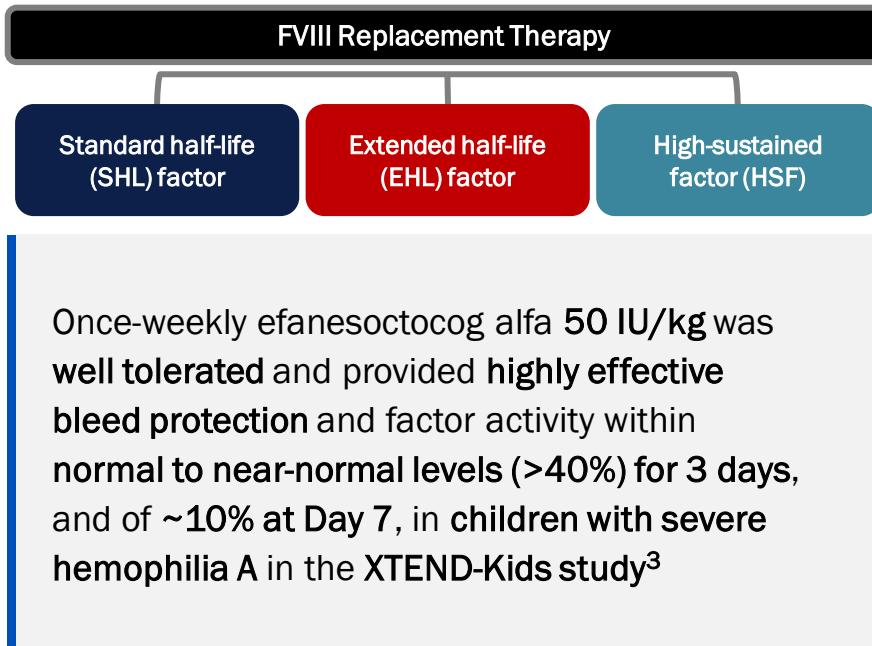 FVIII Replacement Therapy
Standard half-life
(SHL) factor
Extended half-life
(EHL) factor
High-sustained
factor (HSF)
Once-weekly efanesoctocog alfa 50 IU/kg was
well tolerated and provided highly effective
bleed protection and factor activity within
normal to near-normal levels (>40%) for 3 days,
and of ~10% at Day 7, in children with severe
hemophilia A in the XTEND-Kids study³